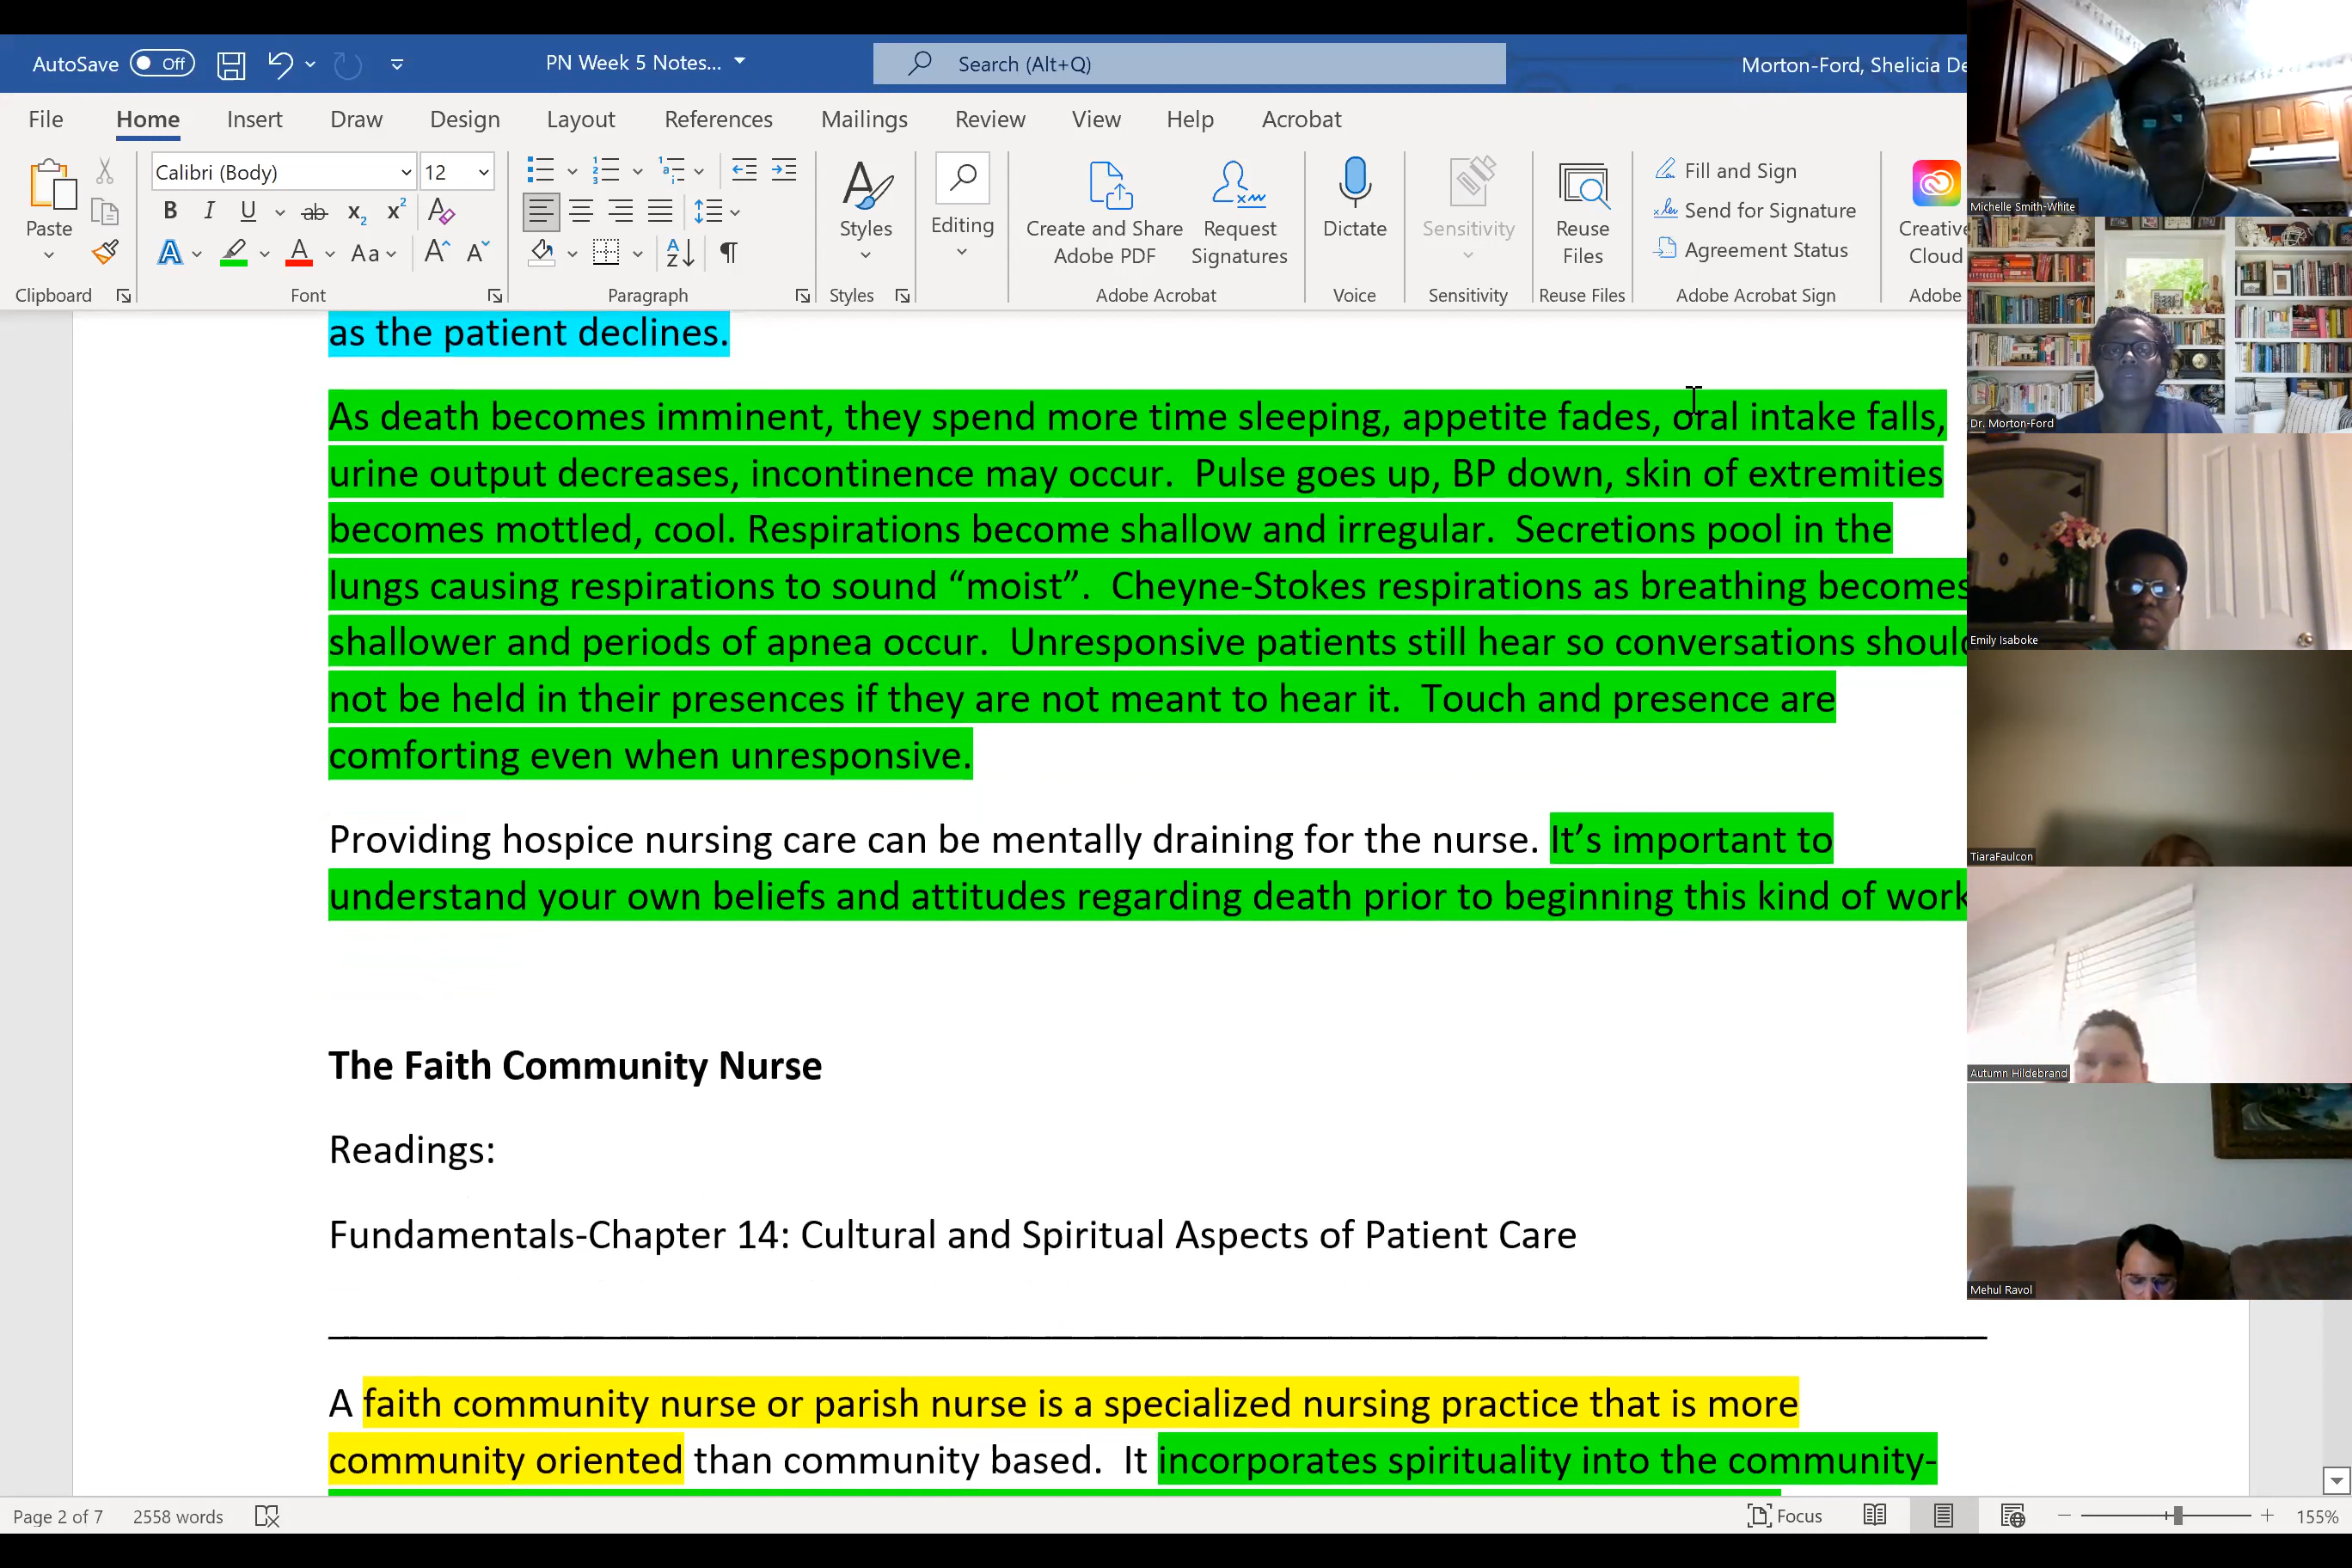 AutoSave Off PN Week 5 Notes... Search (Alt+Q) Morton-Ford, Shelicia De
File Home Insert Draw Design Layout References Mailings Review View Help Acrobat
Calibri (Body) 12
Paste
Styles
Editing
Create and Share
Adobe PDF
Request
Signatures
Dictate
Sensitivity
Reuse
Files
Fill and Sign
Send for Signature
Agreement Status
Creative
Cloud
Clipboard Font Paragraph Styles Adobe Acrobat Voice Sensitivity Reuse Files Adobe Acrobat Sign Adobe
as the patient declines.
As death becomes imminent, they spend more time sleeping, appetite fades, oral intake falls,
urine output decreases, incontinence may occur. Pulse goes up, BP down, skin of extremities
becomes mottled, cool. Respirations become shallow and irregular. Secretions pool in the
lungs causing respirations to sound “moist”. Cheyne-Stokes respirations as breathing becomes
shallower and periods of apnea occur. Unresponsive patients still hear so conversations shoul
not be held in their presences if they are not meant to hear it. Touch and presence are
comforting even when unresponsive.
Providing hospice nursing care can be mentally draining for the nurse. It’s important to
understand your own beliefs and attitudes regarding death prior to beginning this kind of work
The Faith Community Nurse
Readings:
Fundamentals-Chapter 14: Cultural and Spiritual Aspects of Patient Care
A faith community nurse or parish nurse is a specialized nursing practice that is more
community oriented than community based. It incorporates spirituality into the community-
Page 2 of 7 2558 words Focus 155%
Michelle Smith-White
Dr. Morton-Ford
Emily Isaboke
TiaraFaulcon
Autumn Hildebrand
Mehul Ravol